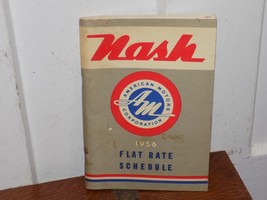 Nash
AMERICAN MOTORS
AM
CORPORATION
1956
FLAT RATE
SCHEDULE